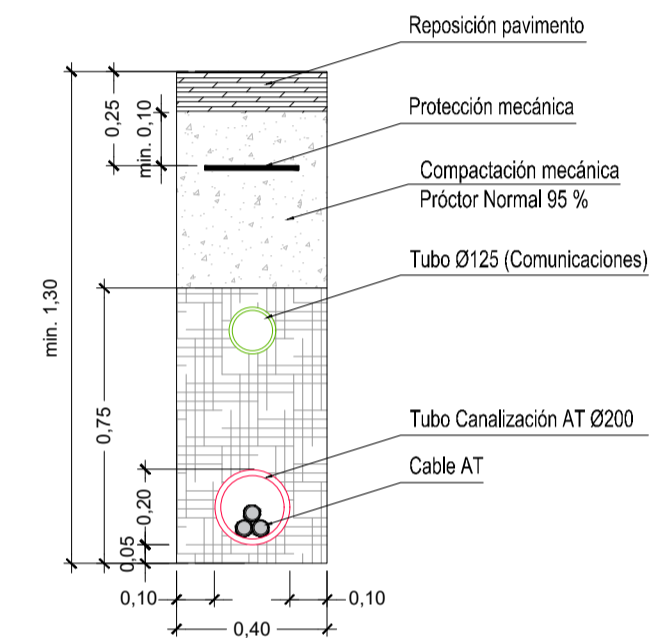 Reposición pavimento
0,25
min. 0,10
Protección mecánica
Compactación mecánica
Próctor Normal 95 %
Tubo Ø125 (Comunicaciones)
min. 1,30
0,75
Tubo Canalización AT Ø200
Cable AT
0,20
0,05
0,10
0,10
0,40